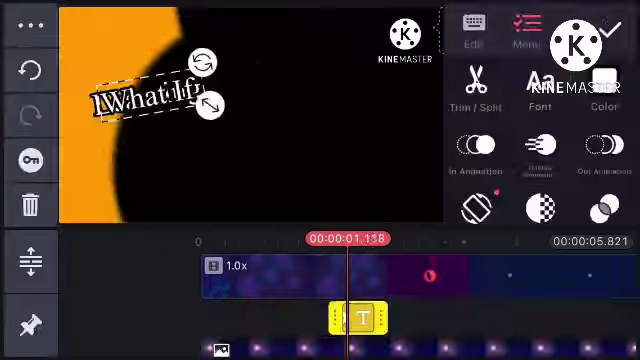 Edit
Menu
KINEMASTER
KINEMASTER
Trim / Split
Font
Color
What If
In Animation
Out Animation
0
00:00:01.138
00:00:05.821
1.0x
T